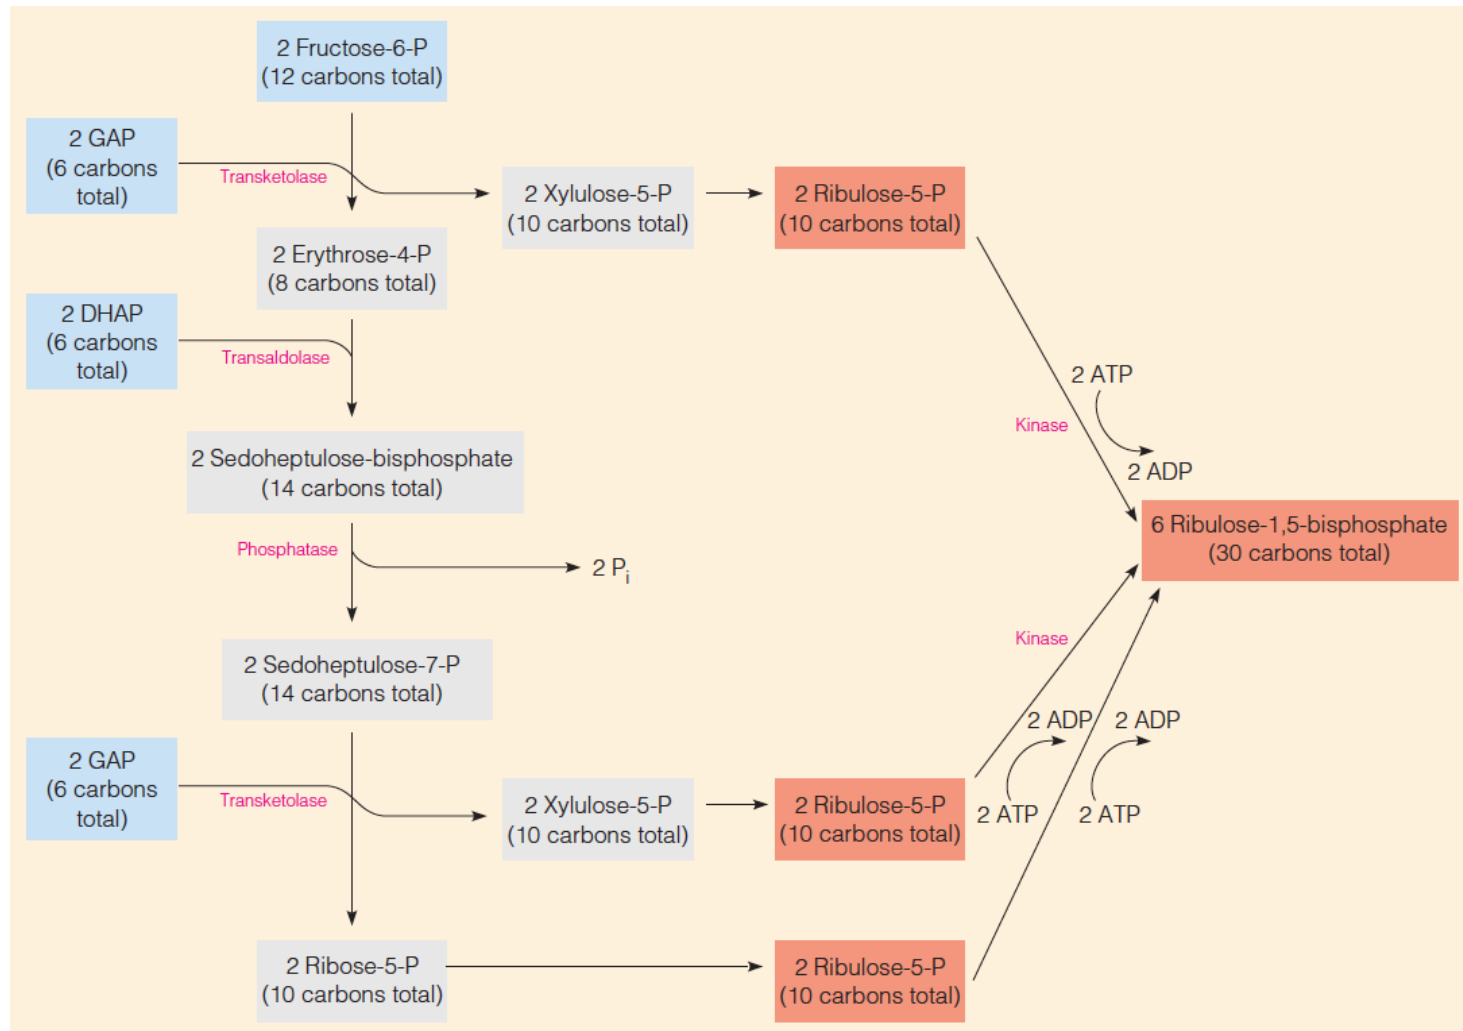 2 Fructose-6-P
(12 carbons total)
2 GAP
(6 carbons
total)
Transketolase
2 Xylulose-5-P
(10 carbons total)
2 Ribulose-5-P
(10 carbons total)
2 Erythrose-4-P
(8 carbons total)
2 DHAP
(6 carbons
total)
Transaldolase
2 ATP
Kinase
2 ADP
2 Sedoheptulose-bisphosphate
(14 carbons total)
6 Ribulose-1,5-bisphosphate
(30 carbons total)
Phosphatase
2 Pi
Kinase
2 Sedoheptulose-7-P
(14 carbons total)
2 ADP
2 ADP
2 GAP
(6 carbons
total)
Transketolase
2 Xylulose-5-P
(10 carbons total)
2 Ribulose-5-P
(10 carbons total)
2 ATP
2 ATP
2 Ribose-5-P
(10 carbons total)
2 Ribulose-5-P
(10 carbons total)